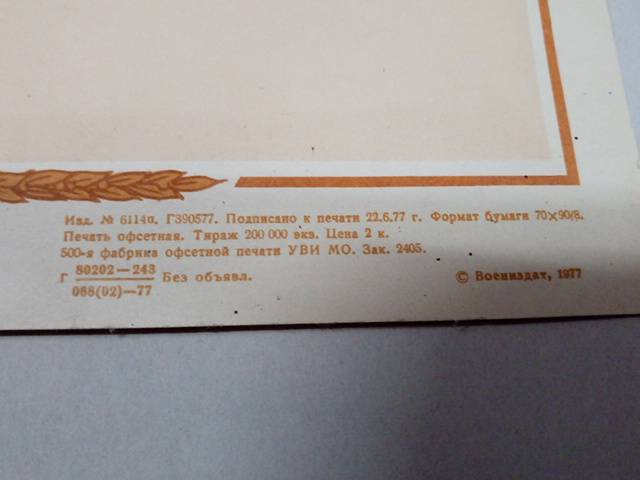 Изд. № 6114а. Г390577. Подписано к печати 22.6.77 г. Формат бумаги 70×90/8.
Печать офсетная. Тираж 200 000 экз. Цена 2 к.
500-я фабрика офсетной печати УВИ МО. Зак. 2405.
Г 80202—243 Без объявл.
068(02)—77
© Воениздат, 1977